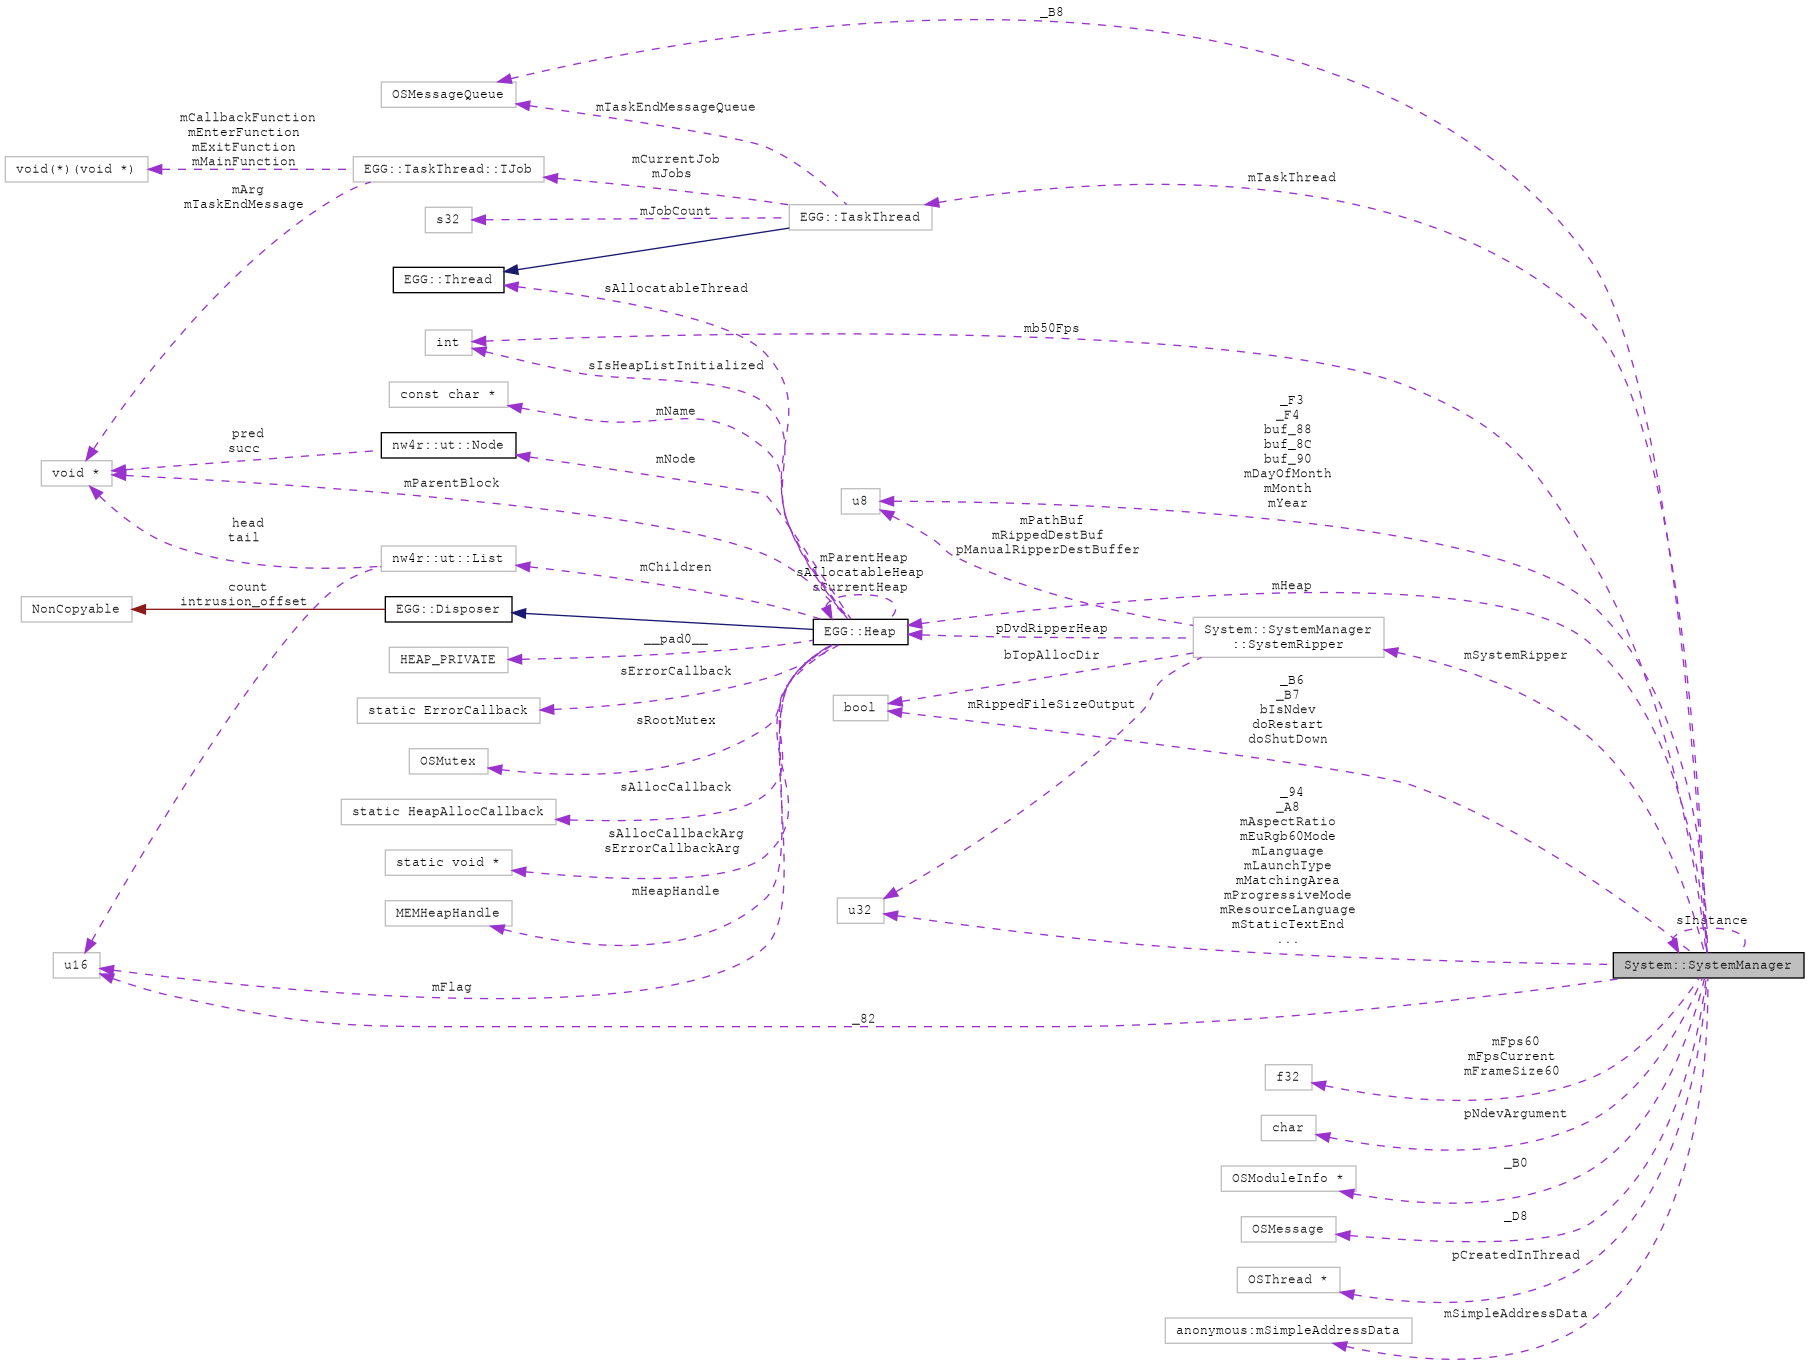 _B8
OSMessageQueue
mTaskEndMessageQueue
mCallbackFunction
mEnterFunction
mExitFunction
mMainFunction
void(*)(void *)
EGG::TaskThread::TJob
mCurrentJob
mJobs
mTaskThread
mArg
mTaskEndMessage
s32
mJobCount
EGG::TaskThread
EGG::Thread
sAllocatableThread
int
mb50Fps
sIsHeapListInitialized
const char *
mName
_F3
_F4
buf_88
buf_8C
buf_90
mDayOfMonth
mMonth
mYear
pred
succ
nw4r::ut::Node
mNode
void *
mParentBlock
u8
mPathBuf
mRippedDestBuf
pManualRipperDestBuffer
head
tail
nw4r::ut::List
mChildren
mParentHeap
sAllocatableHeap
sCurrentHeap
mHeap
count
intrusion_offset
NonCopyable
EGG::Disposer
EGG::Heap
pDvdRipperHeap
System::SystemManager
::SystemRipper
__pad0__
HEAP_PRIVATE
bTopAllocDir
mSystemRipper
sErrorCallback
static ErrorCallback
bool
mRippedFileSizeOutput
_B6
_B7
bIsNdev
doRestart
doShutDown
sRootMutex
OSMutex
sAllocCallback
static HeapAllocCallback
_94
_A8
mAspectRatio
mEuRgb60Mode
mLanguage
mLaunchType
mMatchingArea
mProgressiveMode
mResourceLanguage
mStaticTextEnd
...
sAllocCallbackArg
sErrorCallbackArg
static void *
mHeapHandle
MEMHeapHandle
u32
sInstance
u16
System::SystemManager
mFlag
_82
mFps60
mFpsCurrent
mFrameSize60
f32
pNdevArgument
char
_B0
OSModuleInfo *
_D8
OSMessage
pCreatedInThread
OSThread *
mSimpleAddressData
anonymous:mSimpleAddressData